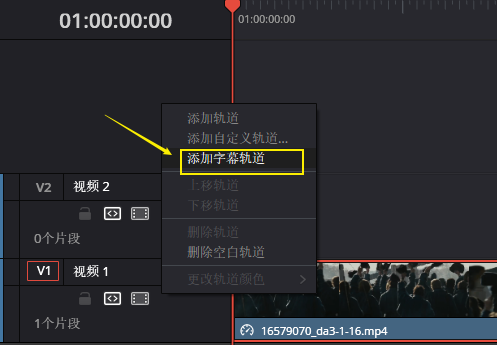 01:00:00:00
01:00:00:00
添加轨道
添加自定义轨道...
添加字幕轨道
上移轨道
下移轨道
删除轨道
删除空白轨道
更改轨道颜色
V2 视频 2
0个片段
V1 视频 1
1个片段
16579070_da3-1-16.mp4